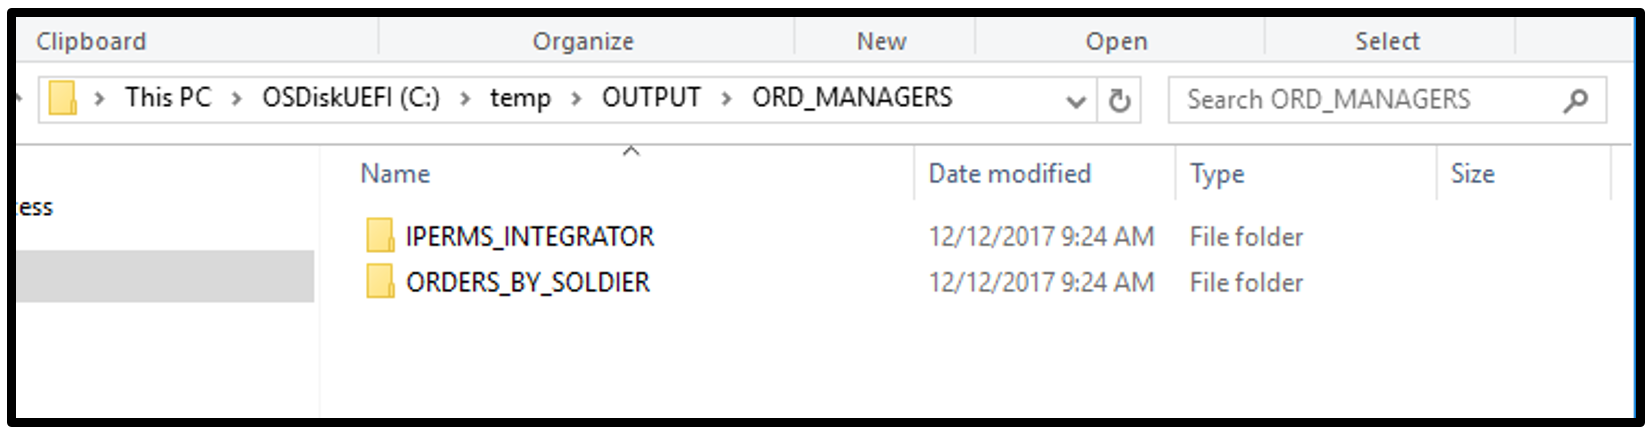 Clipboard Organize New Open Select
This PC > OSDiskUEFI (C:) > temp > OUTPUT > ORD_MANAGERS Search ORD_MANAGERS
Name Date modified Type Size
cess
IPERMS_INTEGRATOR 12/12/2017 9:24 AM File folder
ORDERS_BY_SOLDIER 12/12/2017 9:24 AM File folder